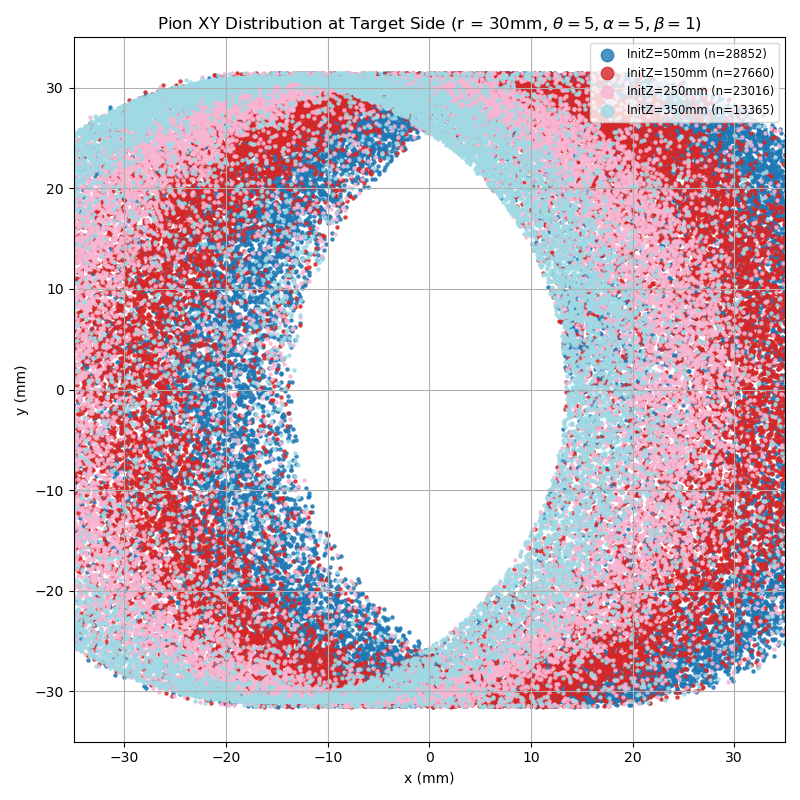 Pion XY Distribution at Target Side (r = 30mm, θ = 5, α = 5, β = 1)
InitZ=50mm (n=28852)
InitZ=150mm (n=27660)
InitZ=250mm (n=23016)
InitZ=350mm (n=13365)
30
20
10
0
−10
−20
−30
y (mm)
−30 −20 −10 0 10 20 30
x (mm)